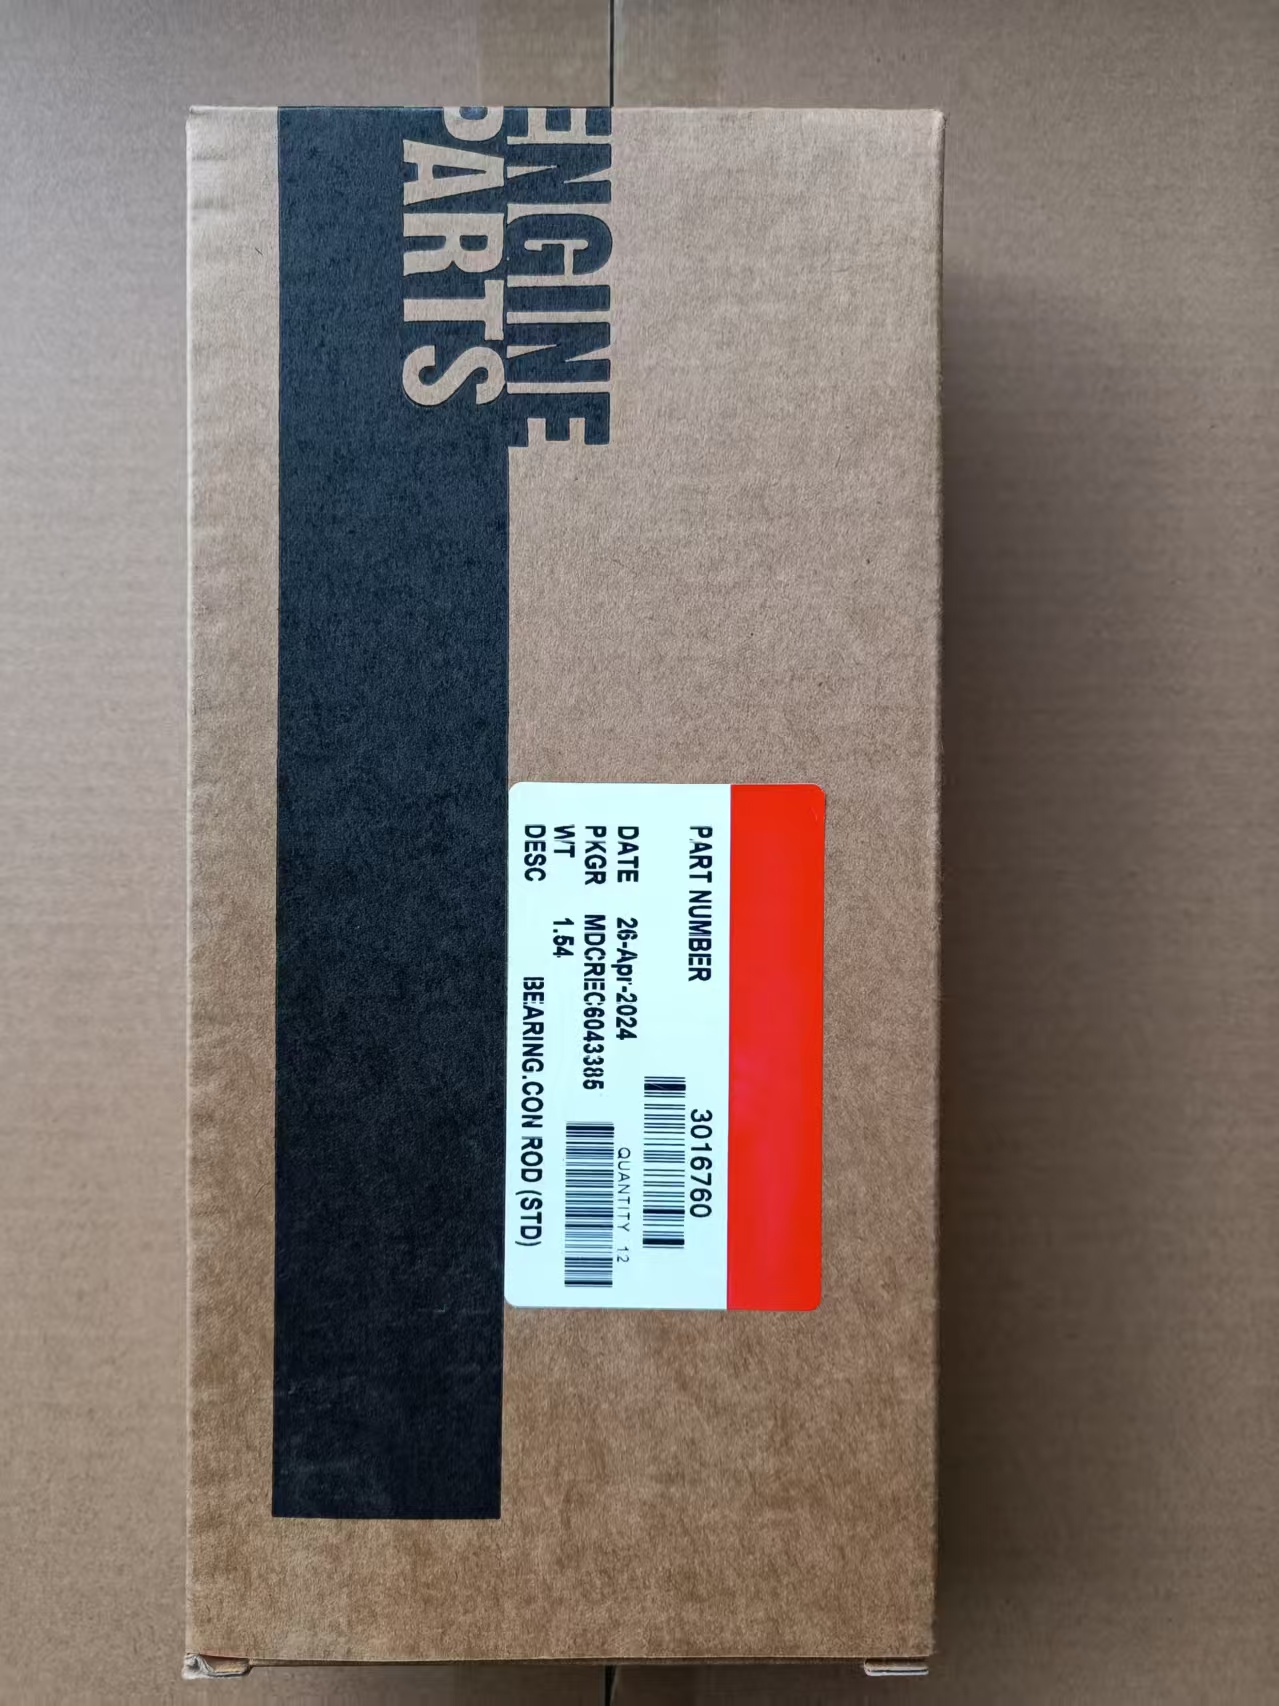 ENGINE
PARTS
PART NUMBER 3016760
DATE 26-Apr-2024
QUANTITY 12
PKGR MDCREC6043385
WT 1.54
DESC BEARING.CON ROD (STD)